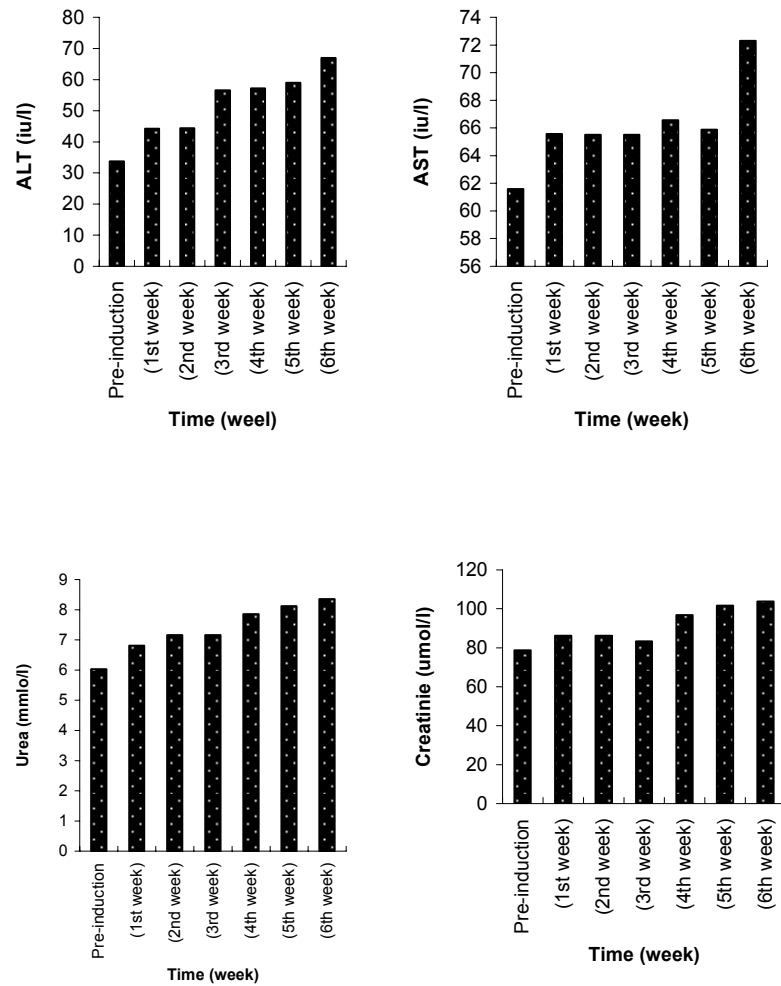 ALT (iu/l)
80
70
60
50
40
30
20
10
0
Pre-induction
(1st week)
(2nd week)
(3rd week)
(4th week)
(5th week)
(6th week)
Time (weel)
AST (iu/l)
74
72
70
68
66
64
62
60
58
56
Pre-induction
(1st week)
(2nd week)
(3rd week)
(4th week)
(5th week)
(6th week)
Time (week)
Urea (mmlo/l)
9
8
7
6
5
4
3
2
1
0
Pre-induction
(1st week)
(2nd week)
(3rd week)
(4th week)
(5th week)
(6th week)
Time (week)
Creatinie (umol/l)
120
100
80
60
40
20
0
Pre-induction
(1st week)
(2nd week)
(3rd week)
(4th week)
(5th week)
(6th week)
Time (week)